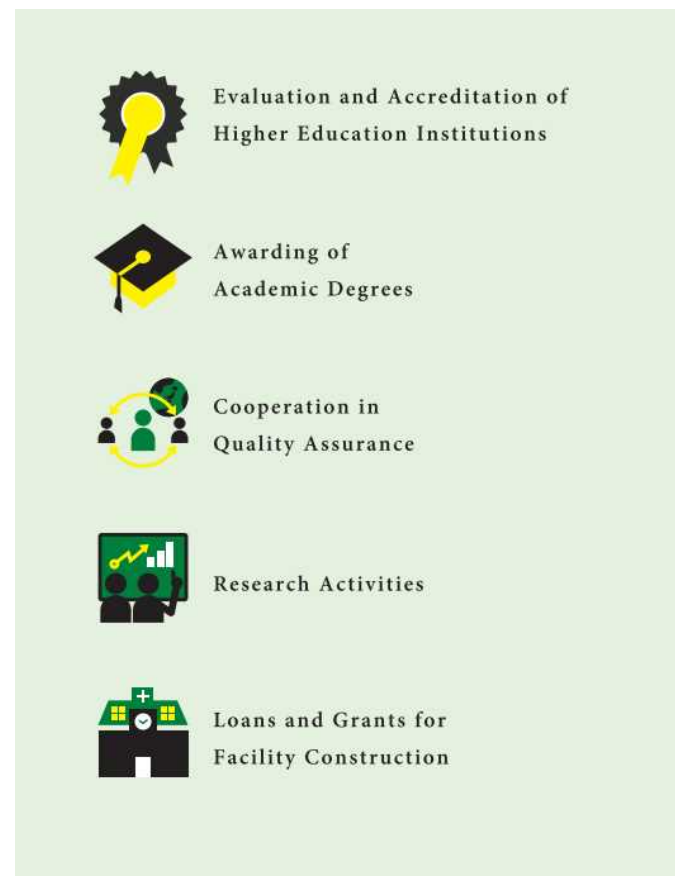 Evaluation and Accreditation of
Higher Education Institutions
Awarding of
Academic Degrees
Cooperation in
Quality Assurance
Research Activities
Loans and Grants for
Facility Construction